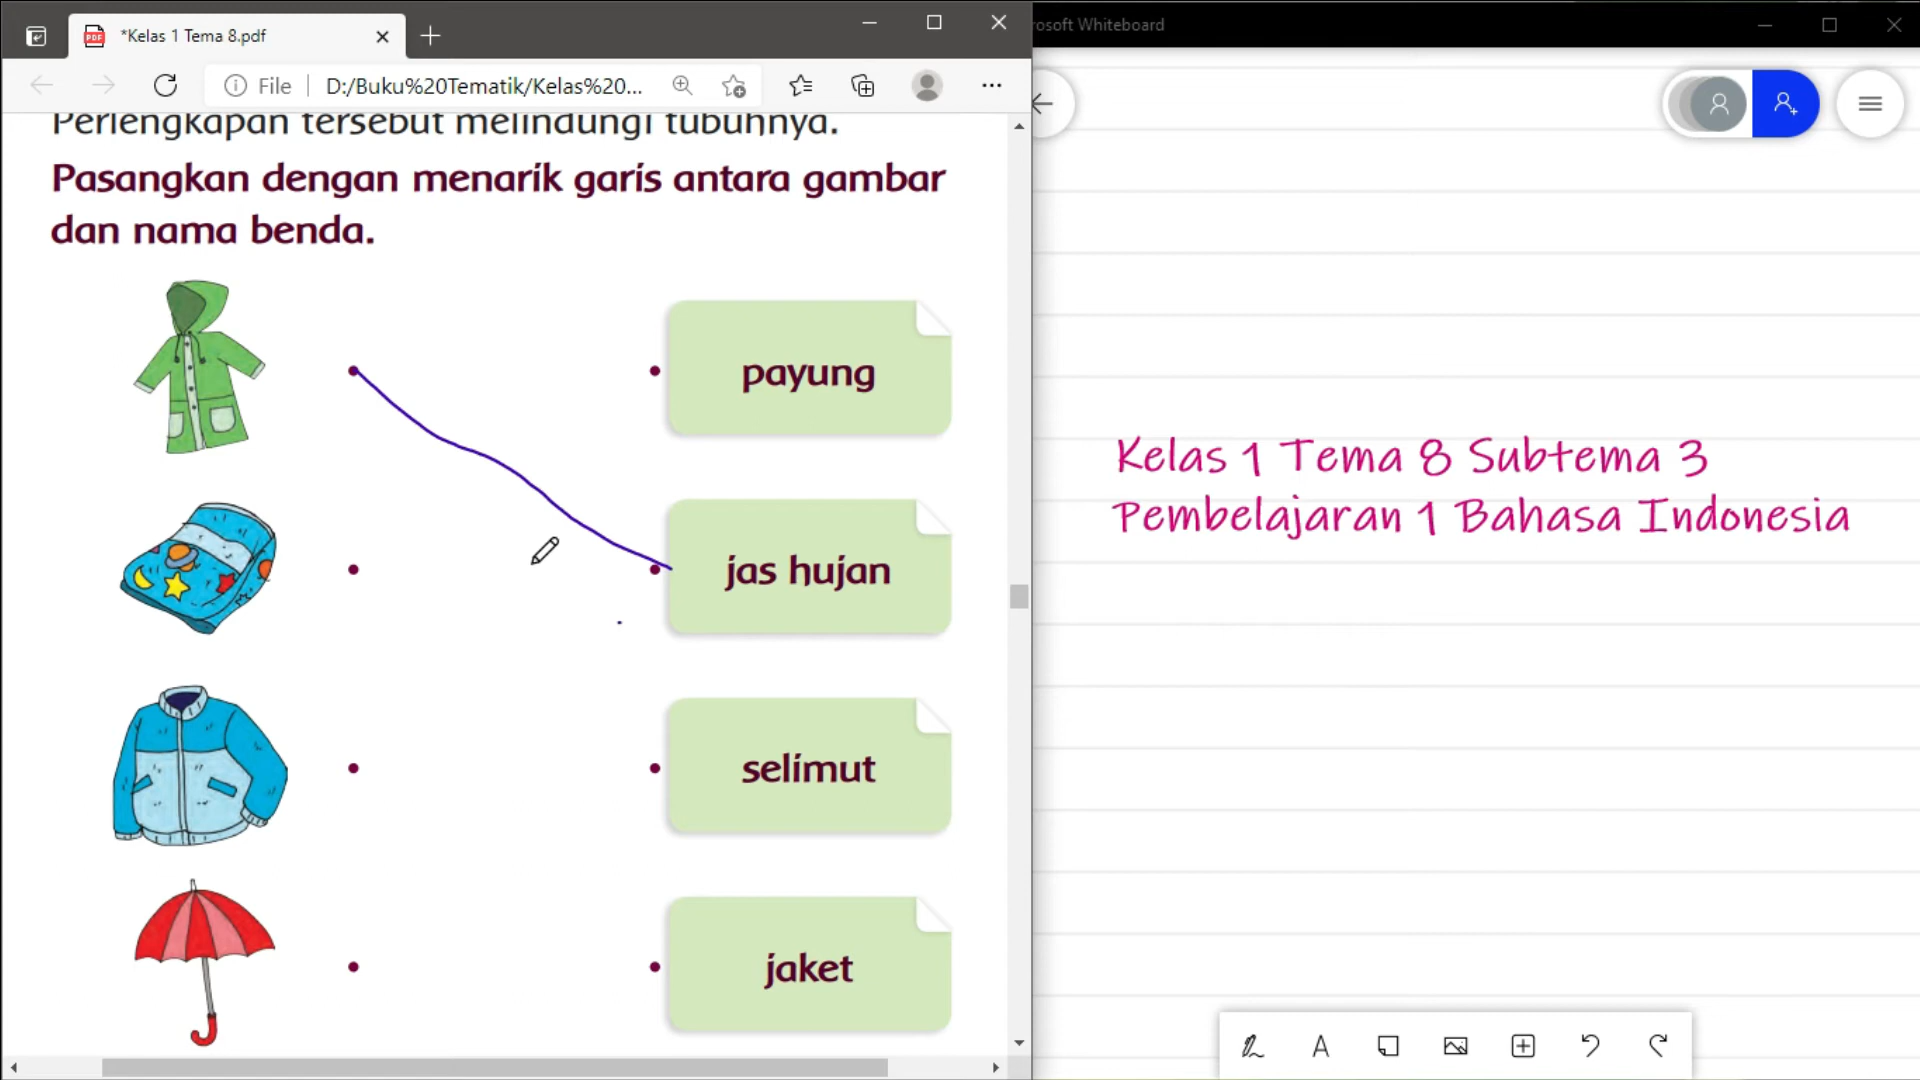 *Kelas 1 Tema 8.pdf
File
D:/Buku%20Tematik/Kelas%20...
Perlengkapan tersebut melindungi tubuhnya.
Pasangkan dengan menarik garis antara gambar
dan nama benda.
payung
jas hujan
selimut
jaket
rosoft Whiteboard
Kelas 1 Tema 8 Subtema 3
Pembelajaran 1 Bahasa Indonesia